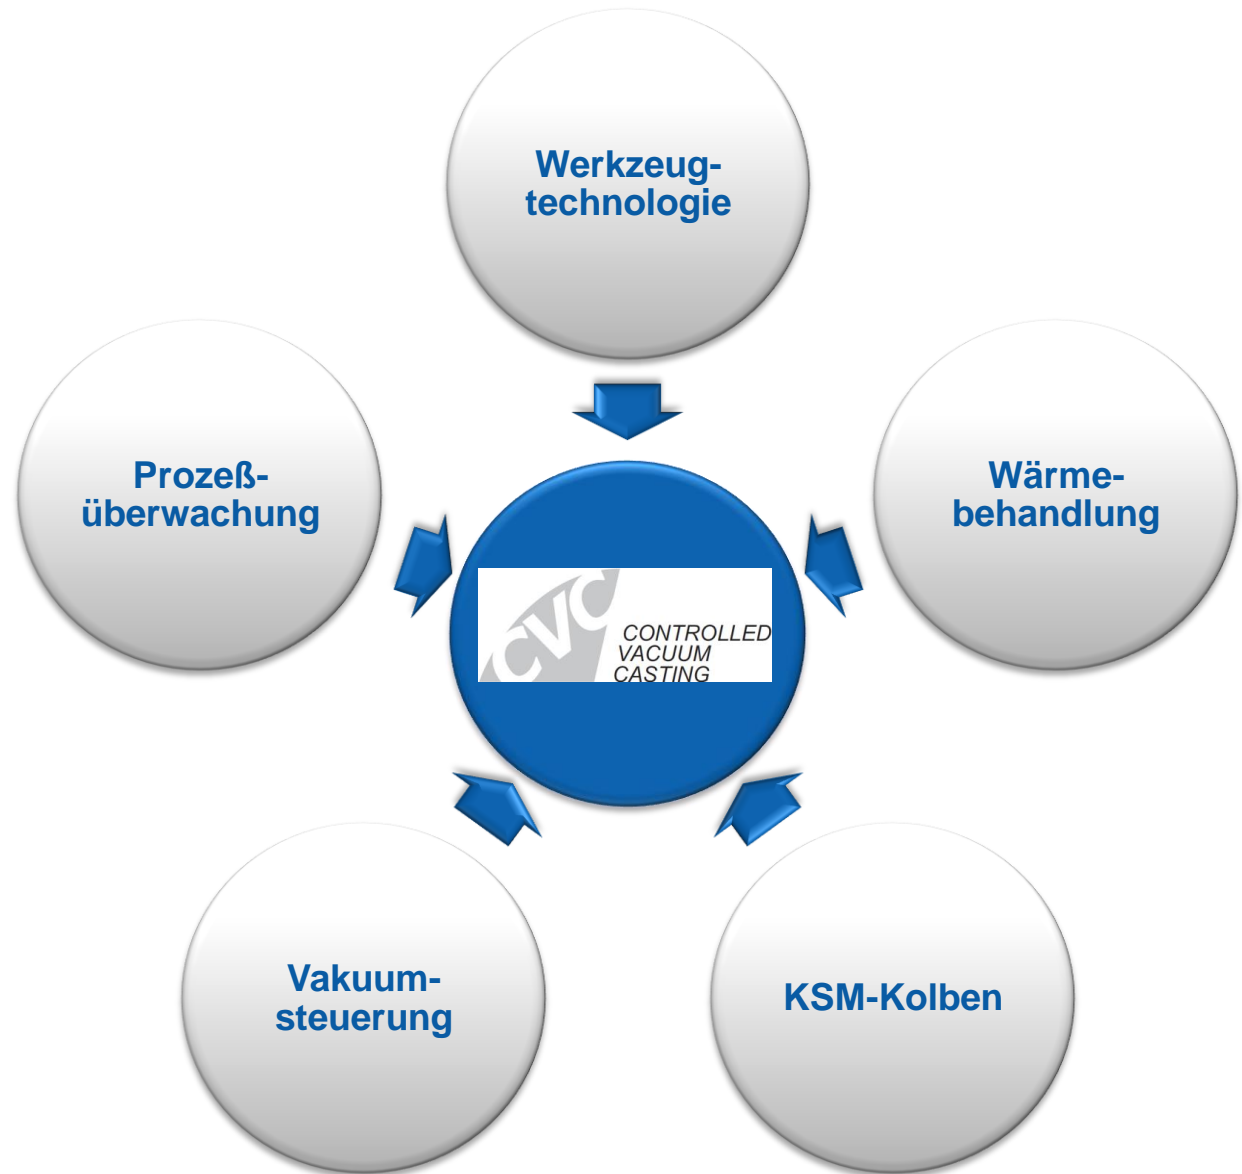 Werkzeug-
technologie
Prozeß-
überwachung
Wärme-
behandlung
CVC
CONTROLLED
VACUUM
CASTING
Vakuum-
steuerung
KSM-Kolben